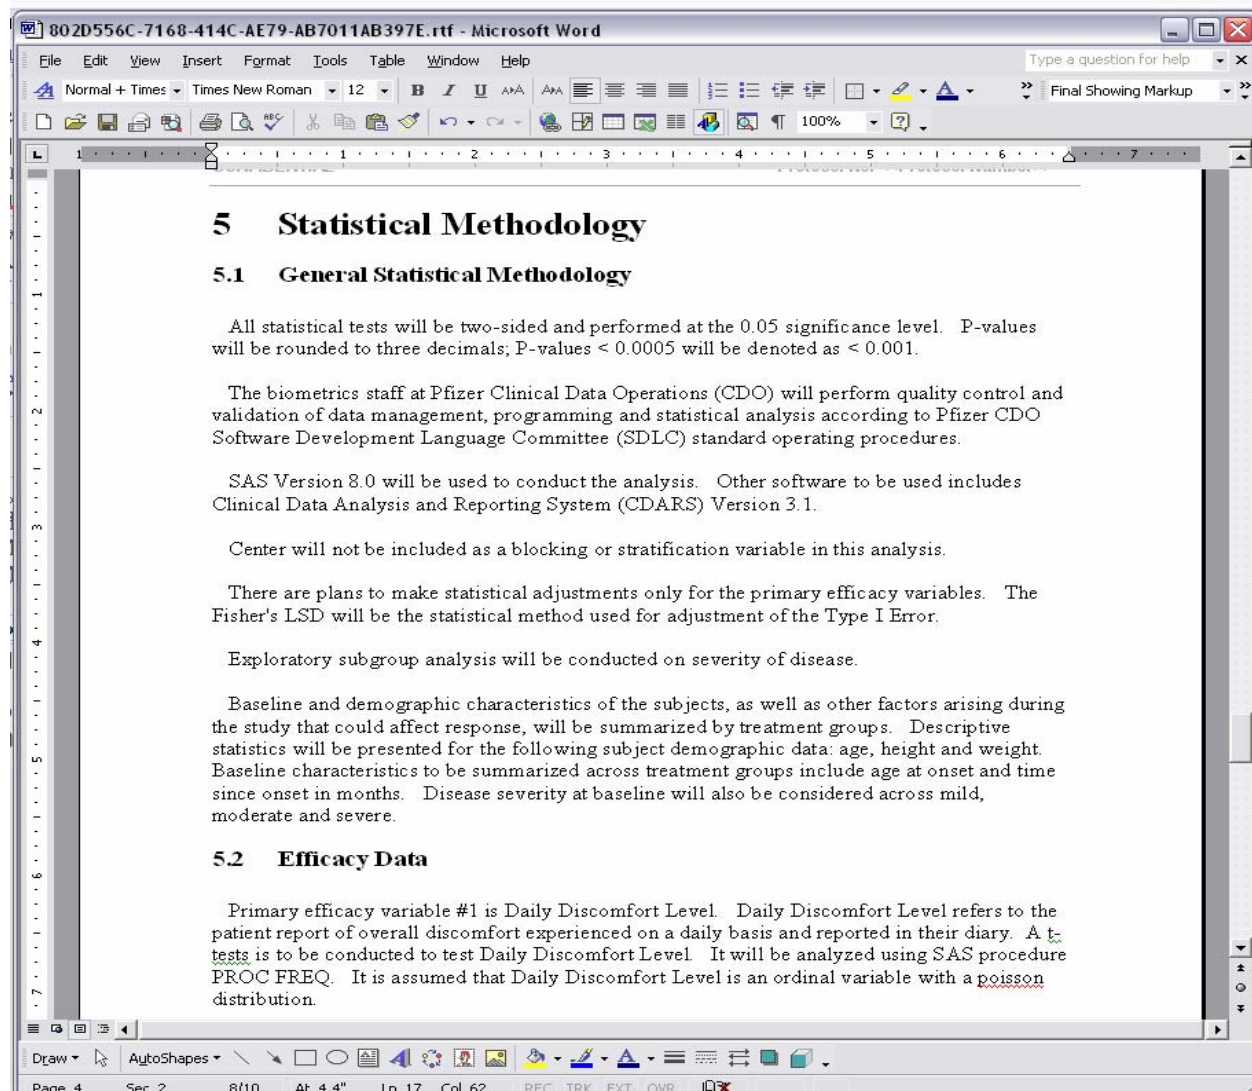 802D556C-7168-414C-AE79-AB7011AB397E.rtf - Microsoft Word
File Edit View Insert Format Tools Table Window Help
Type a question for help
Normal + Times Times New Roman 12 B I U Final Showing Markup
100%
1 1 2 3 4 5 6 7
5 Statistical Methodology
5.1 General Statistical Methodology
All statistical tests will be two-sided and performed at the 0.05 significance level. P-values
will be rounded to three decimals; P-values < 0.0005 will be denoted as < 0.001.
The biometrics staff at Pfizer Clinical Data Operations (CDO) will perform quality control and
validation of data management, programming and statistical analysis according to Pfizer CDO
Software Development Language Committee (SDLC) standard operating procedures.
SAS Version 8.0 will be used to conduct the analysis. Other software to be used includes
Clinical Data Analysis and Reporting System (CDARS) Version 3.1.
Center will not be included as a blocking or stratification variable in this analysis.
There are plans to make statistical adjustments only for the primary efficacy variables. The
Fisher's LSD will be the statistical method used for adjustment of the Type I Error.
Exploratory subgroup analysis will be conducted on severity of disease.
Baseline and demographic characteristics of the subjects, as well as other factors arising during
the study that could affect response, will be summarized by treatment groups. Descriptive
statistics will be presented for the following subject demographic data: age, height and weight.
Baseline characteristics to be summarized across treatment groups include age at onset and time
since onset in months. Disease severity at baseline will also be considered across mild,
moderate and severe.
5.2 Efficacy Data
Primary efficacy variable #1 is Daily Discomfort Level. Daily Discomfort Level refers to the
patient report of overall discomfort experienced on a daily basis and reported in their diary. A t-
tests is to be conducted to test Daily Discomfort Level. It will be analyzed using SAS procedure
PROC FREQ. It is assumed that Daily Discomfort Level is an ordinal variable with a poisson
distribution.
Draw AutoShapes
Page 4 Sec 2 8/10 At 4.4" Ln 17 Col 62 REC TRK EXT OVR